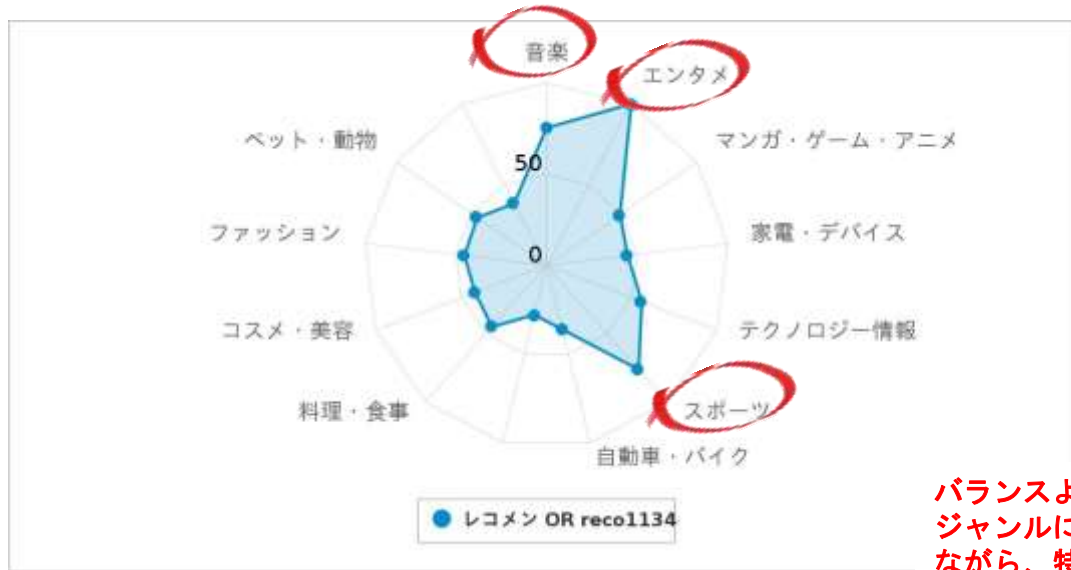 音楽
エンタメ
マンガ・ゲーム・アニメ
家電・デバイス
テクノロジー情報
スポーツ
自動車・バイク
料理・食事
コスメ・美容
ファッション
ペット・動物
50
0
レコメン OR reco1134
バランスよ
ジャンルに
ながら、特